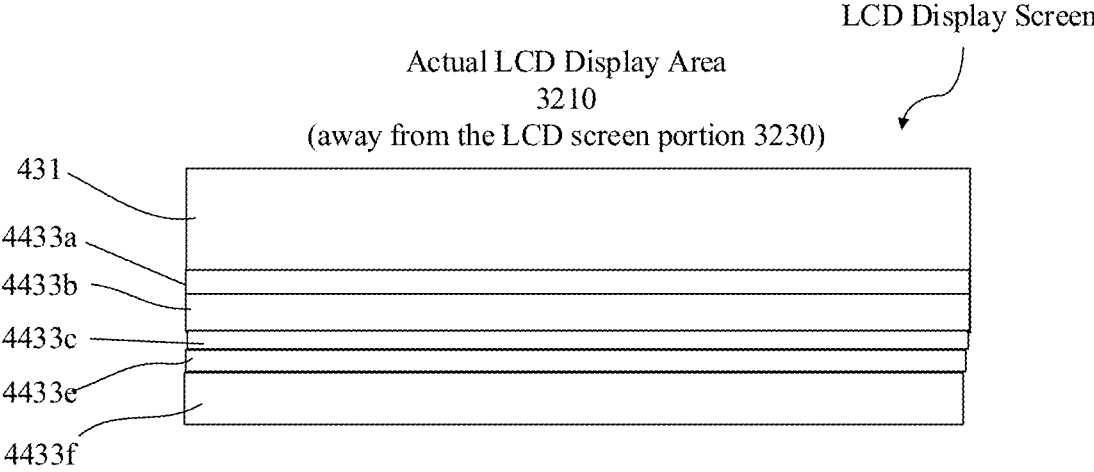 LCD Display Screen
Actual LCD Display Area
3210
(away from the LCD screen portion 3230)
431
4433a
4433b
4433c
4433e
4433f